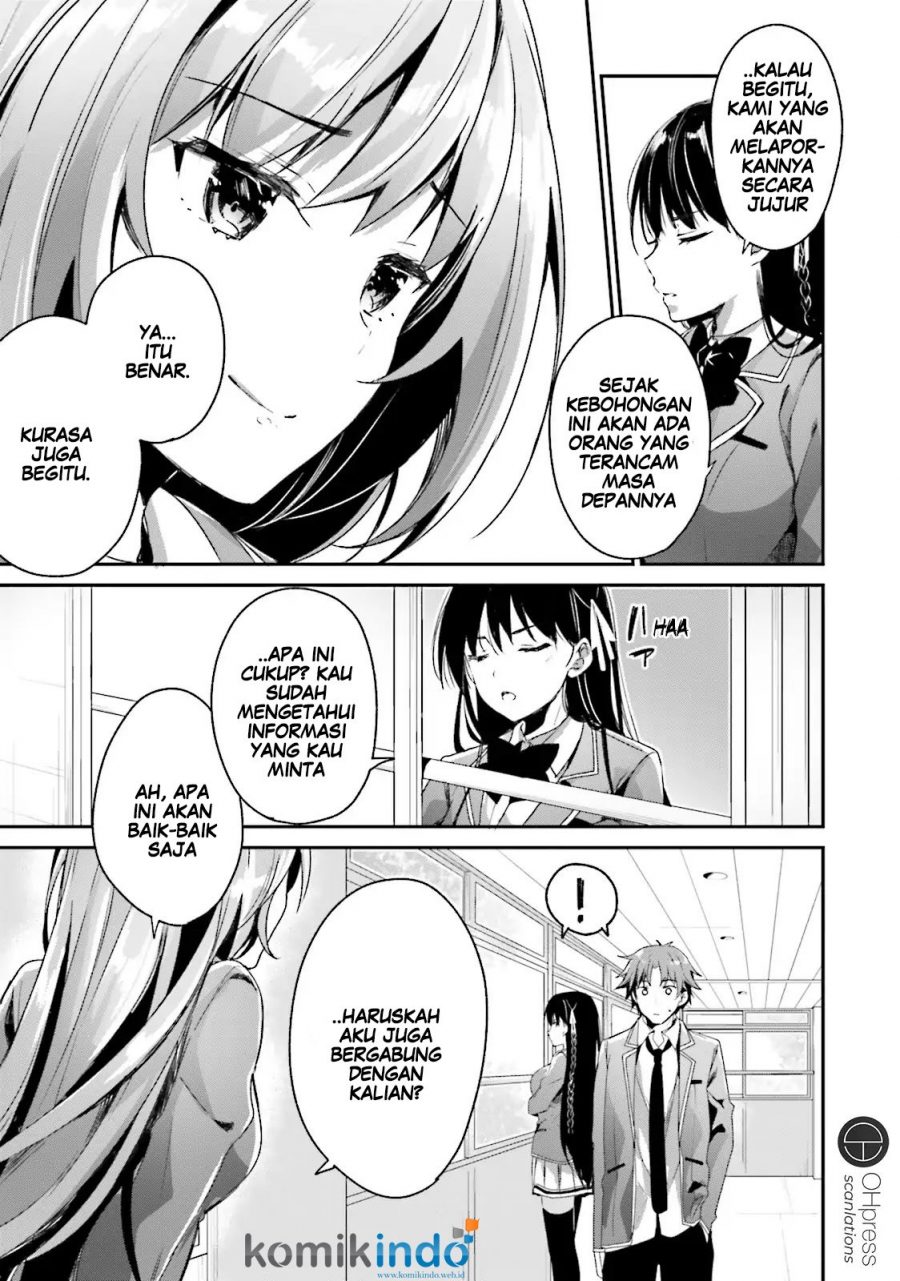 ..KALAU
BEGITU,
KAMI YANG
AKAN
MELAPOR-
KANNYA
SECARA
JUJUR
SEJAK
KEBOHONGAN
INI AKAN ADA
ORANG YANG
TERANCAM
MASA
DEPANNYA
YA...
ITU
BENAR.
KURASA
JUGA
BEGITU.
HAA
..APA INI
CUKUP? KAU
SUDAH
MENGETAHUI
INFORMASI
YANG KAU
MINTA
AH, APA
INI AKAN
BAIK-BAIK
SAJA
!
..HARUSKAH
AKU JUGA
BERGABUNG
DENGAN
KALIAN?
OHpress
scanlations
komikindo
www.komikindo.web.id